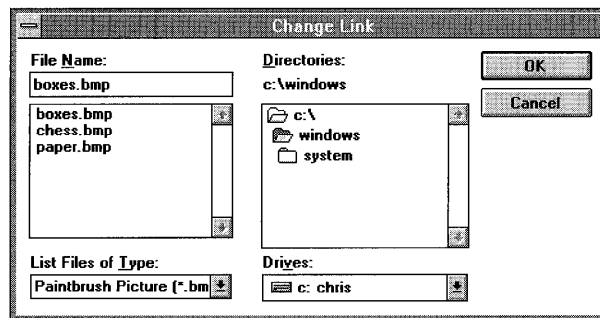 Change Link
File Name:
boxes.bmp
boxes.bmp
chess.bmp
paper.bmp
List Files of Type:
Paintbrush Picture (*.bm
Directories:
c:\windows
c:\
windows
system
Drives:
c: chris
OK
Cancel